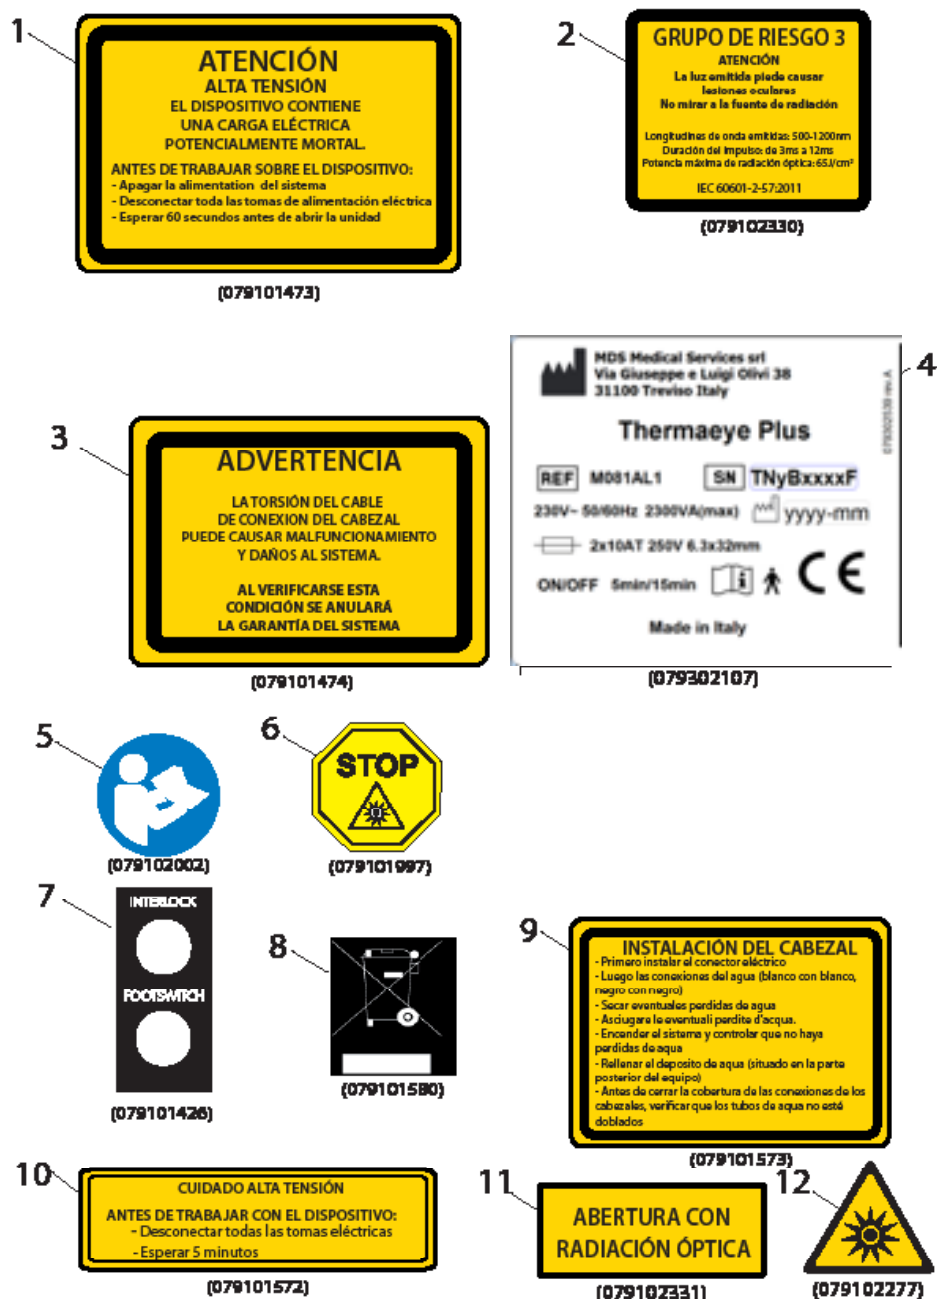 1
ATENCIÓN
ALTA TENSIÓN
EL DISPOSITIVO CONTIENE
UNA CARGA ELÉCTRICA
POTENCIALMENTE MORTAL.
ANTES DE TRABAJAR SOBRE EL DISPOSITIVO:
- Apagar la alimentation del sistema
- Desconectar toda las tomas de alimentación eléctrica
- Esperar 60 segundos antes de abrir la unidad
(079101473)
2
GRUPO DE RIESGO 3
ATENCIÓN
La luz emitida piede causar
lesiones oculares
No mirar a la fuente de radiación
Longitudines de onda emitidas: 500-1200nm
Duración del impulso: de 3ms a 12ms
Potencia máxima de radiación óptica: 65J/cm²
IEC 60601-2-57:2011
(079102330)
3
ADVERTENCIA
LA TORSIÓN DEL CABLE
DE CONEXION DEL CABEZAL
PUEDE CAUSAR MALFUNCIONAMIENTO
Y DAÑOS AL SISTEMA.
AL VERIFICARSE ESTA
CONDICIÓN SE ANULARÁ
LA GARANTÍA DEL SISTEMA
(079101474)
4
MDS Medical Services srl
Via Giuseppe e Luigi Olivi 38
31100 Treviso Italy
Thermaeye Plus
REF M081AL1 SN TNyBxxxxF
230V~ 50/60Hz 2300VA(max) yyyy-mm
2x10AT 250V 6.3x32mm
ON/OFF 5min/15min CE
Made in Italy
(079302107)
5
(079102002)
6
STOP
(079101997)
7
INTERLOCK
FOOTSWITCH
(079101426)
8
(079101580)
9
INSTALACIÓN DEL CABEZAL
- Primero instalar el conector eléctrico
- Luego las conexiones del agua (blanco con blanco,
negro con negro)
- Secar eventuales perdidas de agua
- Asciugare le eventuali perdite d'acqua.
- Encender el sistema y controlar que no haya
perdidas de aqua
- Rellenar el deposito de aqua (situado en la parte
posterior del equipo)
- Antes de cerrar la cobertura de las conexiones de los
cabezales, verificar que los tubos de aqua no esté
doblados
(079101573)
10
CUIDADO ALTA TENSIÓN
ANTES DE TRABAJAR CON EL DISPOSITIVO:
- Desconectar todas las tomas eléctricas
- Esperar 5 minutos
(079101572)
11
ABERTURA CON
RADIACIÓN ÓPTICA
(079102331)
12
(079102277)